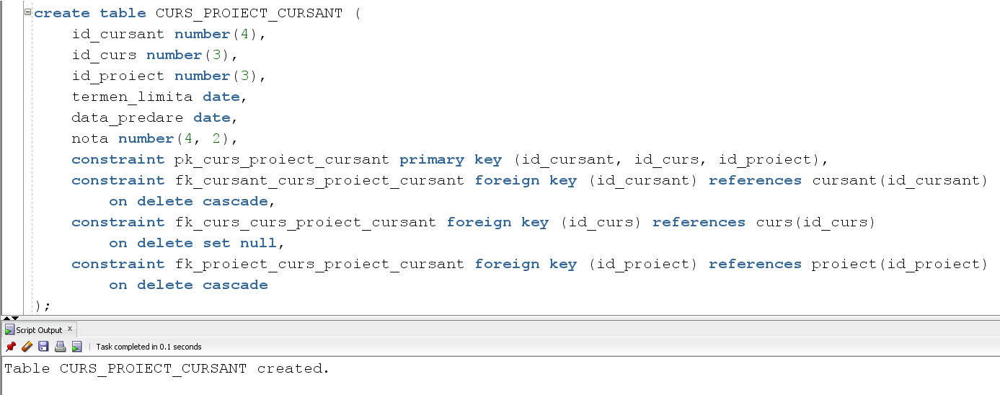 create table CURS_PROIECT_CURSANT (
    id_cursant number(4),
    id_curs number(3),
    id_proiect number(3),
    termen_limita date,
    data_predare date,
    nota number(4, 2),
    constraint pk_curs_proiect_cursant primary key (id_cursant, id_curs, id_proiect),
    constraint fk_cursant_curs_proiect_cursant foreign key (id_cursant) references cursant(id_cursant)
        on delete cascade,
    constraint fk_curs_curs_proiect_cursant foreign key (id_curs) references curs(id_curs)
        on delete set null,
    constraint fk_proiect_curs_proiect_cursant foreign key (id_proiect) references proiect(id_proiect)
        on delete cascade
);
Script Output x
Task completed in 0.1 seconds
Table CURS_PROIECT_CURSANT created.